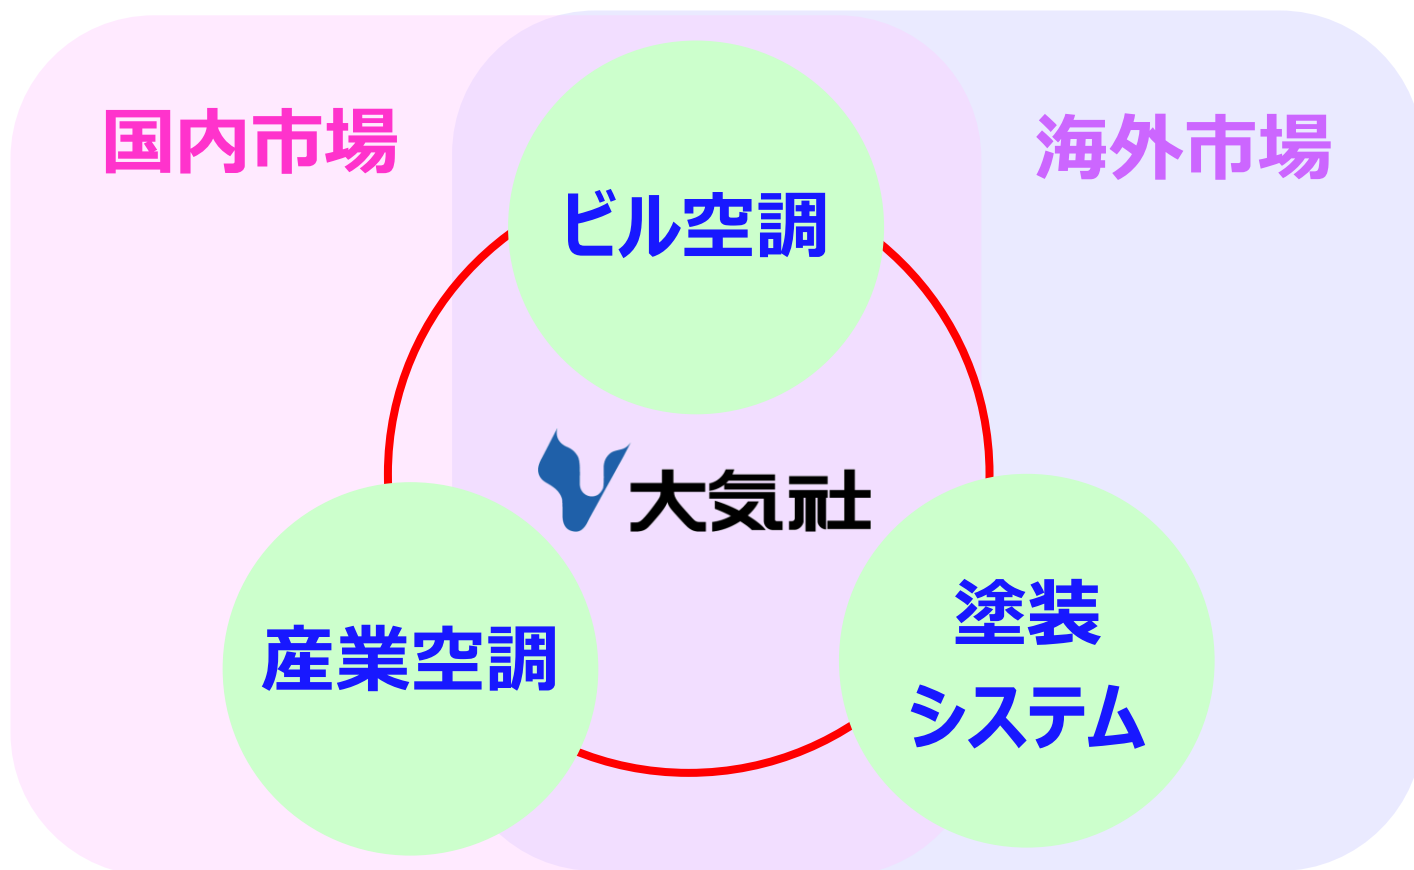 国内市場
海外市場
ビル空調
大気社
産業空調
塗装
システム